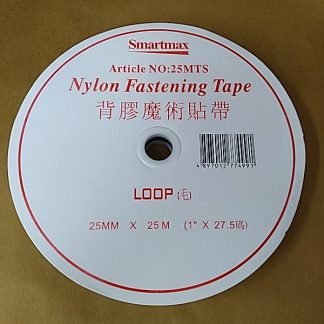 Smartmax
Article NO:25MTS
Nylon Fastening Tape
背膠魔術貼帶
4897012774991
LOOP(毛)
25MM X 25M (1" X 27.5碼)